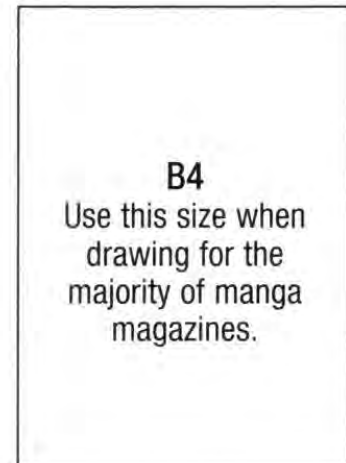 B4
Use this size when
drawing for the
majority of manga
magazines.